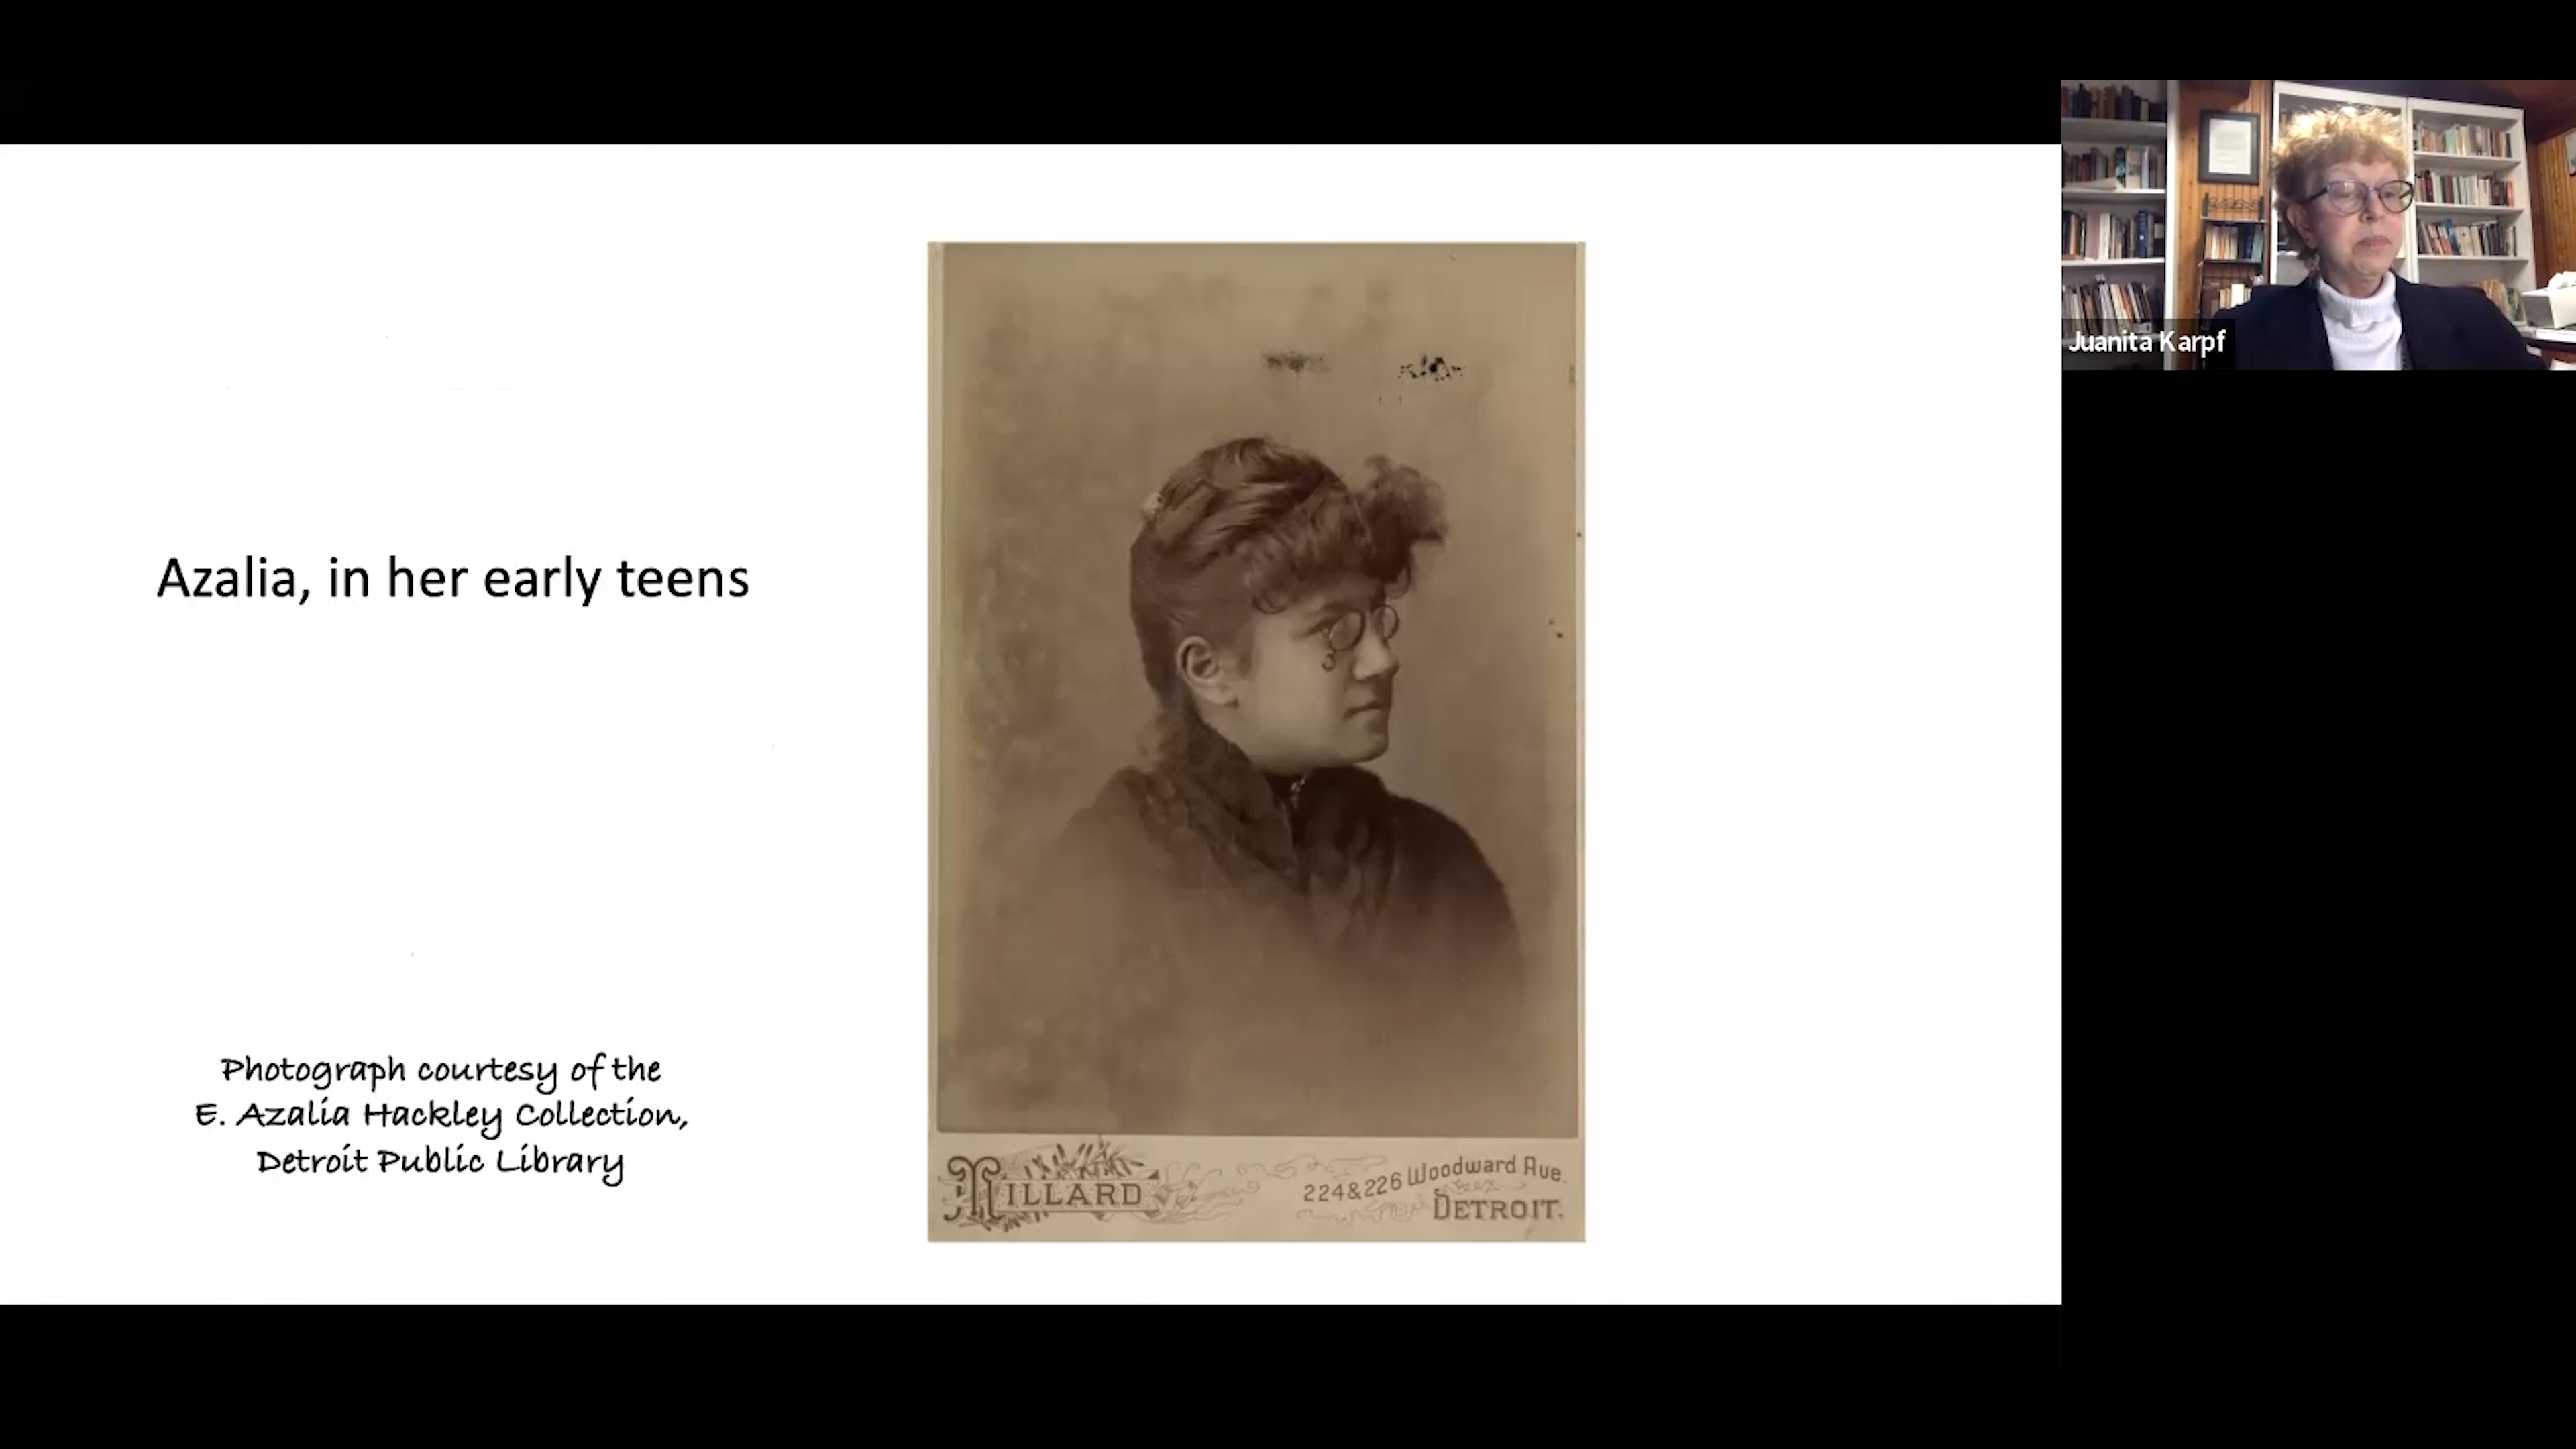 Azalia, in her early teens
Photograph courtesy of the
E. Azalia Hackley Collection,
Detroit Public Library
MILLARD
224&226 Woodward Ave.
DETROIT.
Juanita Karpf